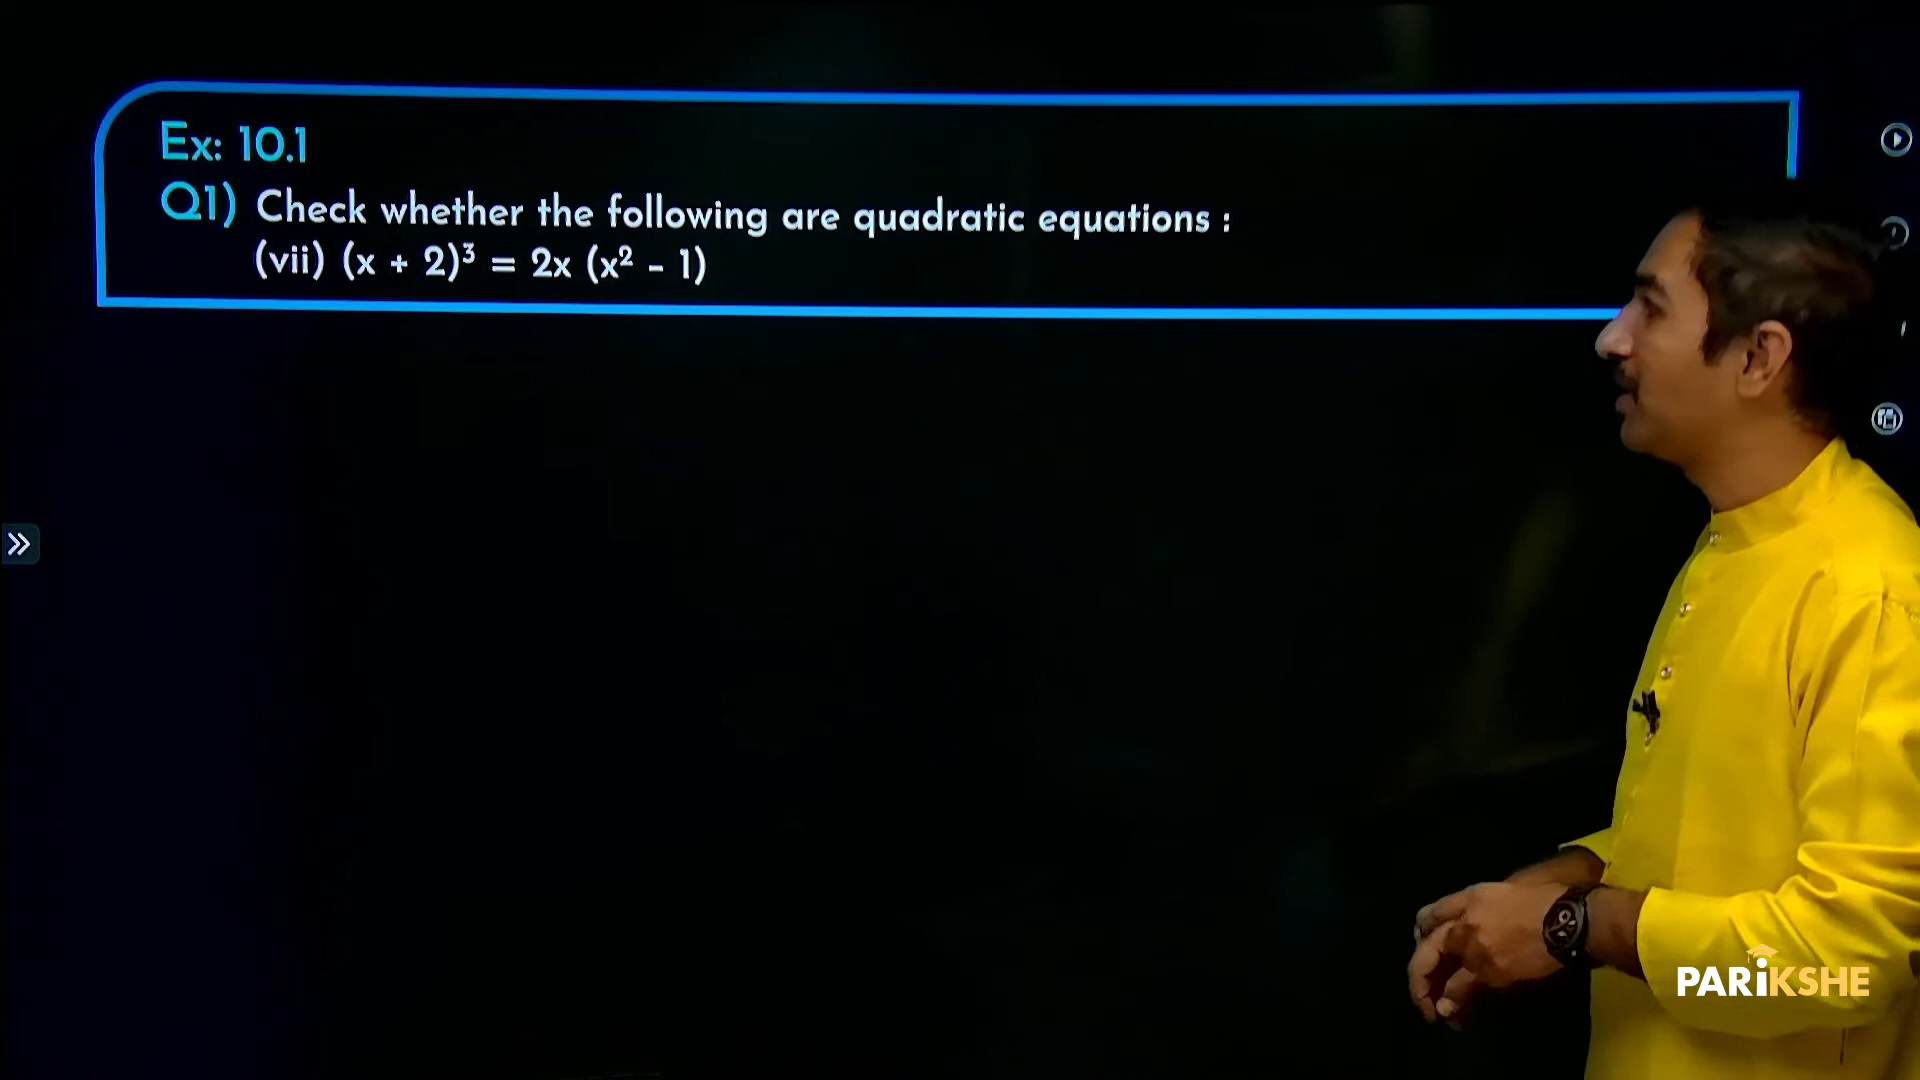 Ex: 10.1
Q1) Check whether the following are quadratic equations :
(vii) (x + 2)³ = 2x (x² - 1)
PARiKSHE